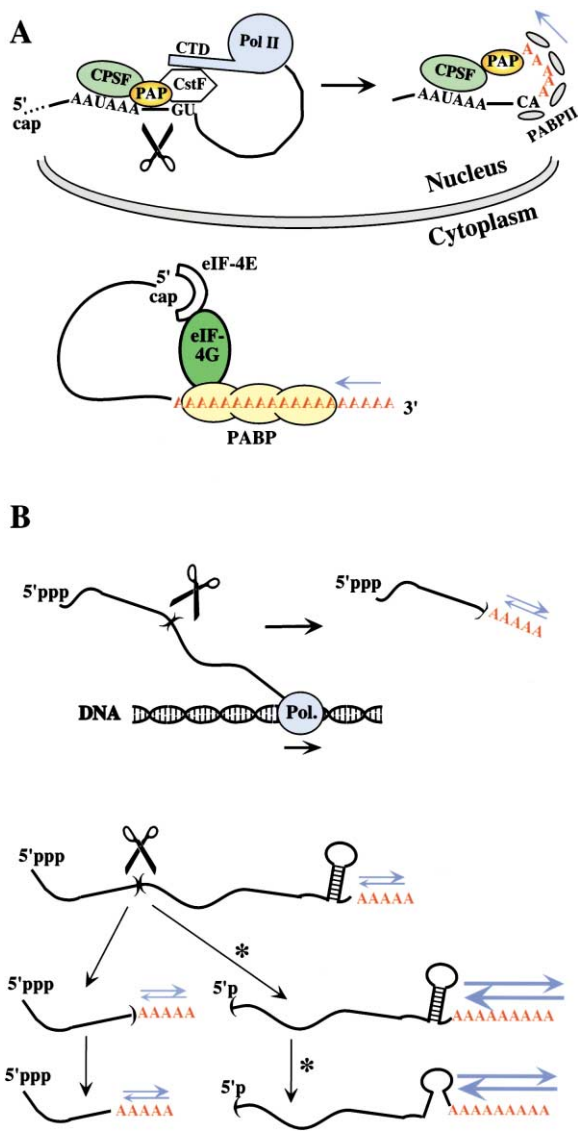 A
Pol II
CTD
CPSF
PAP
CstF
5'
cap
AAUAAA
GU
CPSF
PAP
AAUAAA
CA
A
A
A
A
A
PABPII
Nucleus
Cytoplasm
5'
cap
eIF-4E
eIF-
4G
AAAAAAAAAAAAAAAAAAA 3'
PABP
B
5'ppp
5'ppp
AAAAA
DNA
Pol.
5'ppp
AAAAA
*
5'ppp
AAAAA
5'p
AAAAAAAAA
*
5'ppp
AAAAA
5'p
AAAAAAAAA